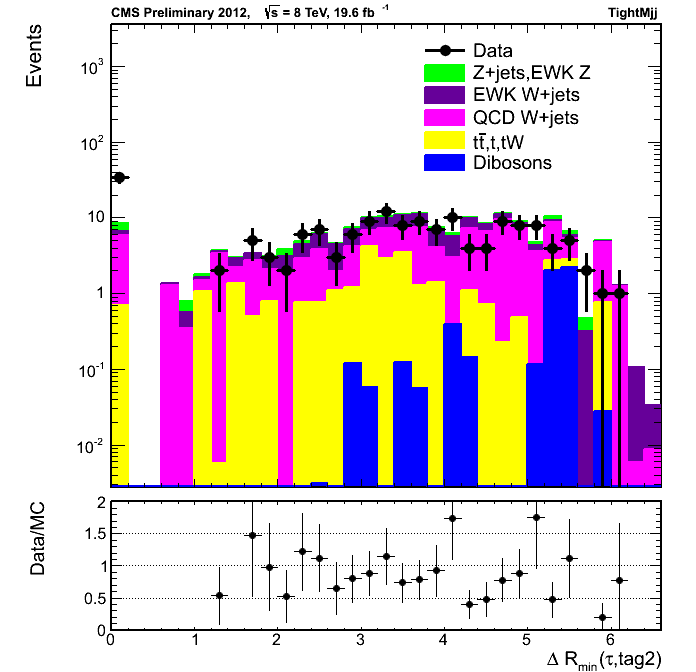 CMS Preliminary 2012, √s = 8 TeV, 19.6 fb⁻¹ TightMjj
Events
Data
Z+jets,EWK Z
EWK W+jets
QCD W+jets
tt̅,t,tW
Dibosons
10³
10²
10
1
10⁻¹
10⁻²
Data/MC
2
1.5
1
0.5
0
0 1 2 3 4 5 6
Δ R_min(τ,tag2)